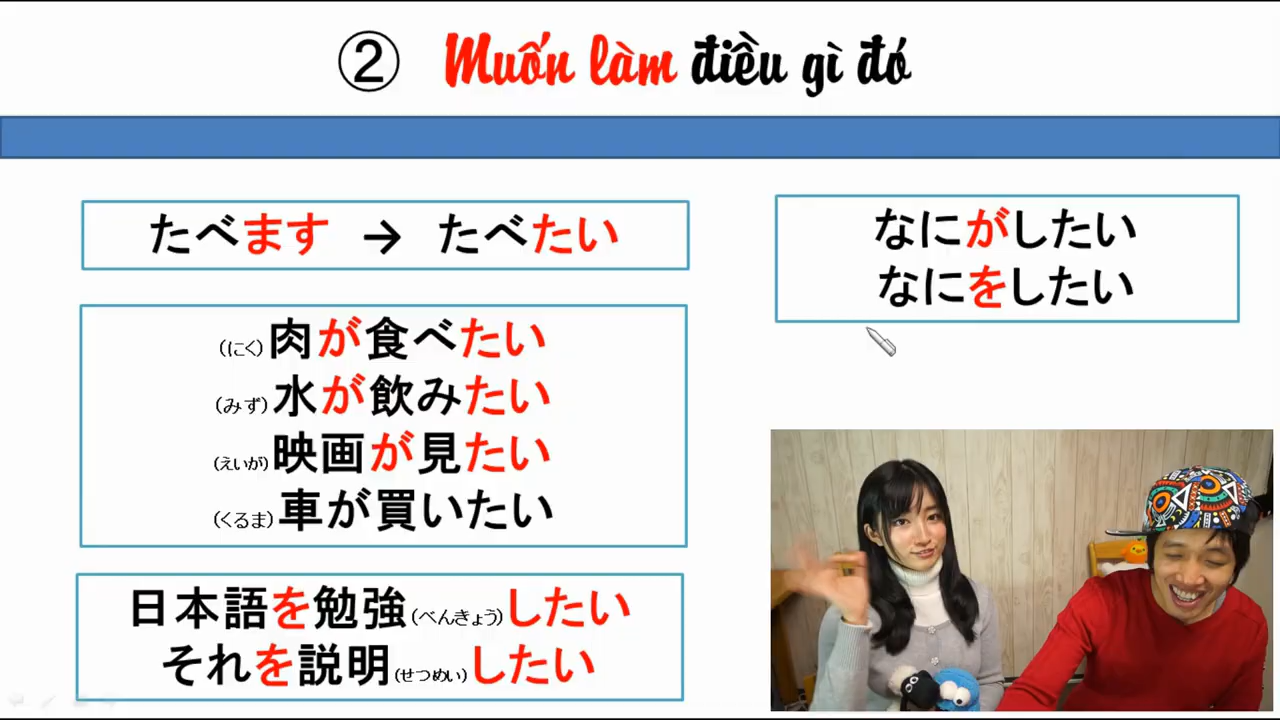 ② Muốn làm điều gì đó
たべます → たべたい
(にく)肉が食べたい
(みず)水が飲みたい
(えいが)映画が見たい
(くるま)車が買いたい
日本語を勉強(べんきょう)したい
それを説明(せつめい)したい
なにがしたい
なにをしたい